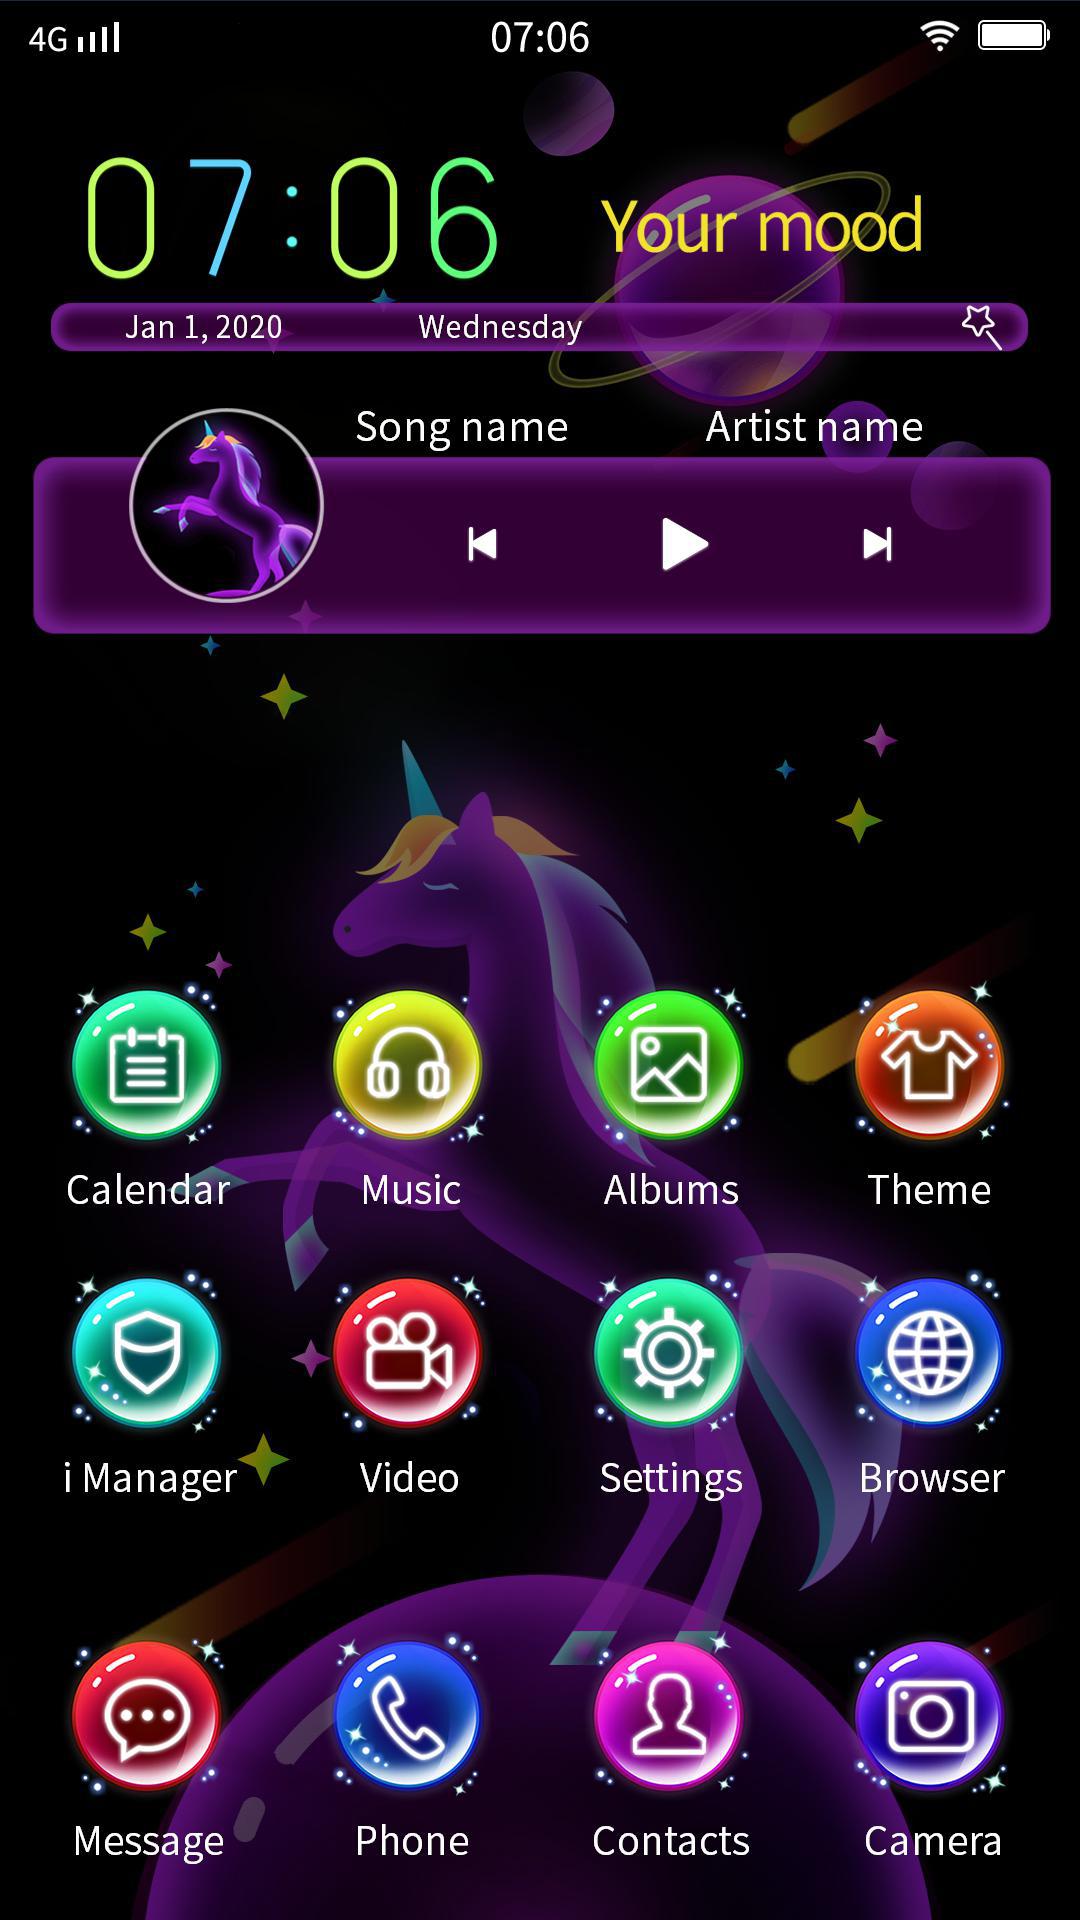 4G 07:06
07:06 Your mood
Jan 1, 2020 Wednesday
Song name Artist name
Calendar Music Albums Theme
i Manager Video Settings Browser
Message Phone Contacts Camera